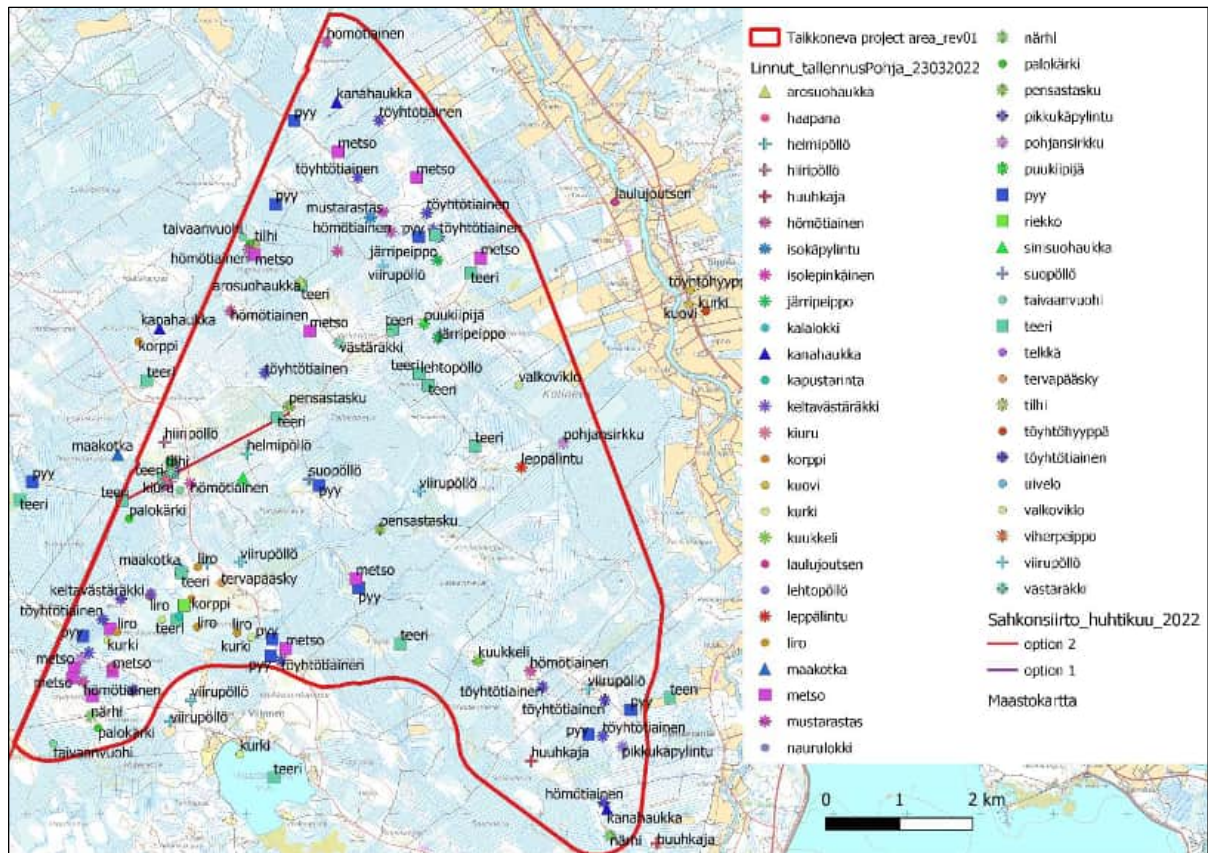 Taikkoneva project area_rev01
Linnut_tallennusPohja_23032022
arosuohaukka
haapana
helmipöllö
hiiripöllö
huuhkaja
hömötiainen
isokäpylintu
isolepinkäinen
järripeippo
kalalokki
kanahaukka
kapustarinta
keltavästäräkki
kiuru
korppi
kuovi
kurki
kuukkeli
laulujoutsen
lehtopöllö
leppälintu
liro
maakotka
metso
mustarastas
naurulokki
närhi
palokärki
pensastasku
pikkukäpylintu
pohjansirkku
puukiipijä
pyy
riekko
sinisuohaukka
suopöllö
taivaanvuohi
teeri
telkkä
tervapääsky
tilhi
töyhtöhyyppä
töyhtötiainen
uivelo
valkoviklo
viherpeippo
viirupöllö
västäräkki
Sahkonsiirto_huhtikuu_2022
option 2
option 1
Maastokartta
0 1 2 km
hömötiainen
kanahaukka
pyy
töyhtötiainen
metso
töyhtötiainen
metso
pyy
mustarastas
töyhtötiainen
laulujoutsen
taivaanvuohi
tilhi
hömötiainen
pyy
töyhtötiainen
hömötiainen
metso
järripeippo
metso
viirupöllö
teeri
arosuohaukka
teeri
töyhtöhyypp
kurki
kuovi
kanahaukka
hömötiainen
korppi
metso
teeri
puukiipijä
järripeippo
västäräkki
teeri
töyhtötiainen
teeri
lehtopöllö
teeri
valkoviklo
pensastasku
teeri
hiiripöllö
helmipöllö
teeri
pohjansirkku
maakotka
tilhi
teeri
leppälintu
pyy
kiuru
hömötiainen
suopöllö
pyy
viirupöllö
teeri
teeri
palokärki
pensastasku
maakotka
liro
viirupöllö
teeri
tervapääsky
metso
pyy
keltavästäräkki
töyhtötiainen
liro
korppi
teeri
liro
liro
liro
pyy
kurki
kurki
pyy
metso
teeri
metso
metso
pyy
töyhtötiainen
kuukkeli
hömötiainen
metso
hömötiainen
viirupöllö
töyhtötiainen
viirupöllö
teeri
töyhtötiainen
pyy
närhi
palokärki
viirupöllö
pyy
töyhtötiainen
taivannvuohi
kurki
huuhkaja
pikkukäpylintu
teeri
hömötiainen
kanahaukka
närhi
huuhkaja